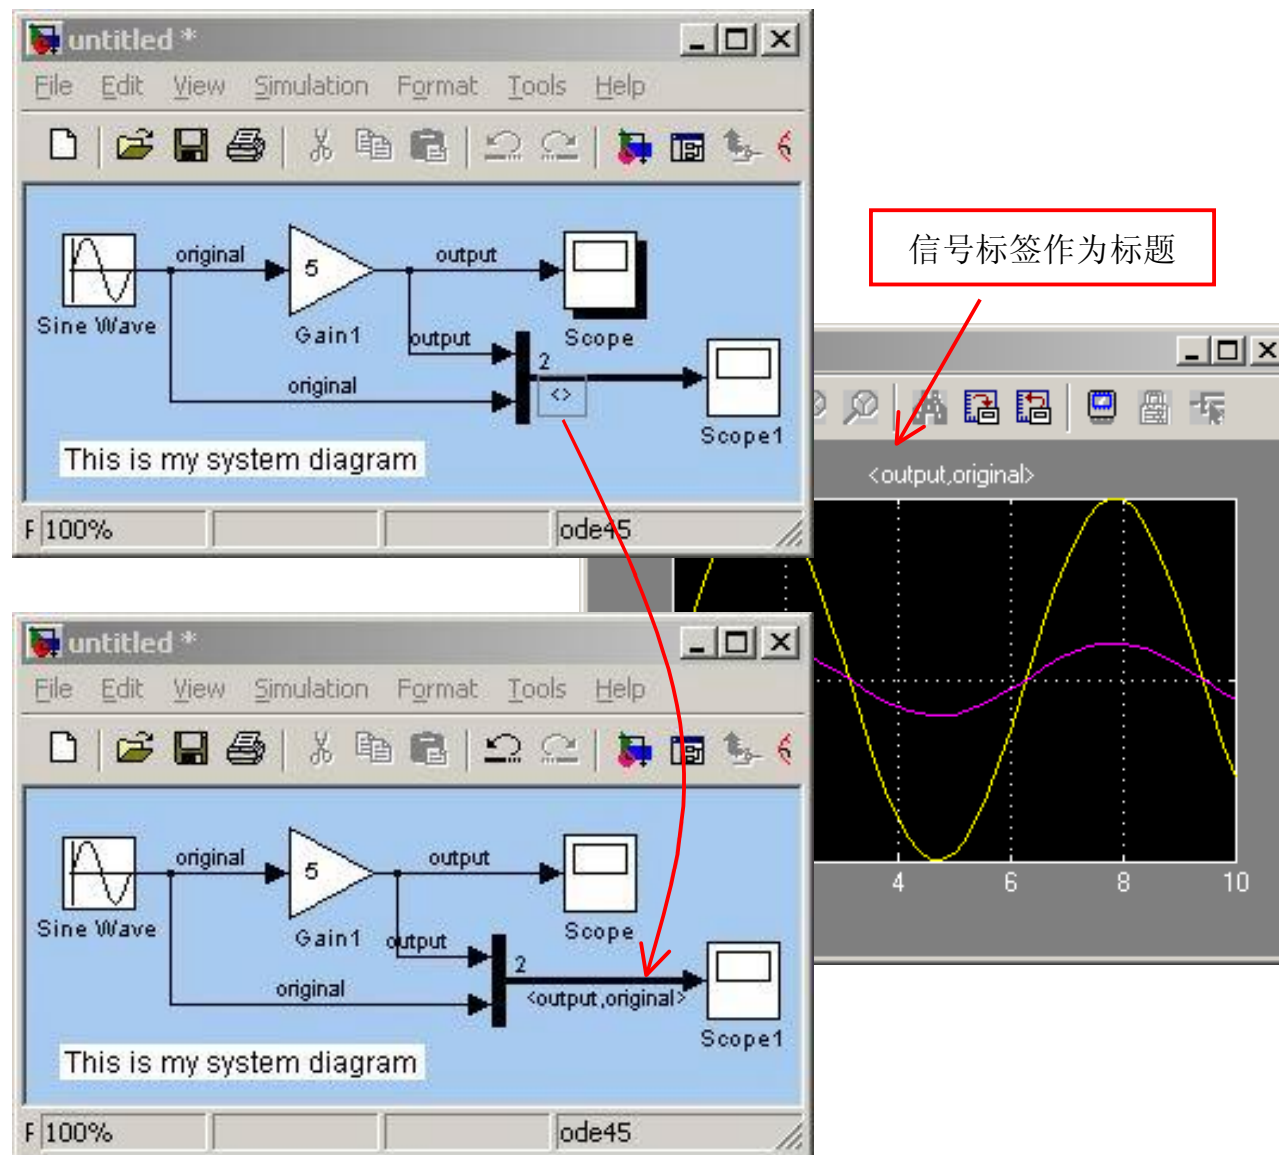 untitled *
File Edit View Simulation Format Tools Help
original
output
5
Sine Wave
Gain1
output
Scope
2
original
<>
Scope1
This is my system diagram
F 100%
ode45
信号标签作为标题
<output,original>
4 6 8 10
untitled *
File Edit View Simulation Format Tools Help
original
output
5
Sine Wave
Gain1
output
Scope
2
original
<output,original>
Scope1
This is my system diagram
F 100%
ode45